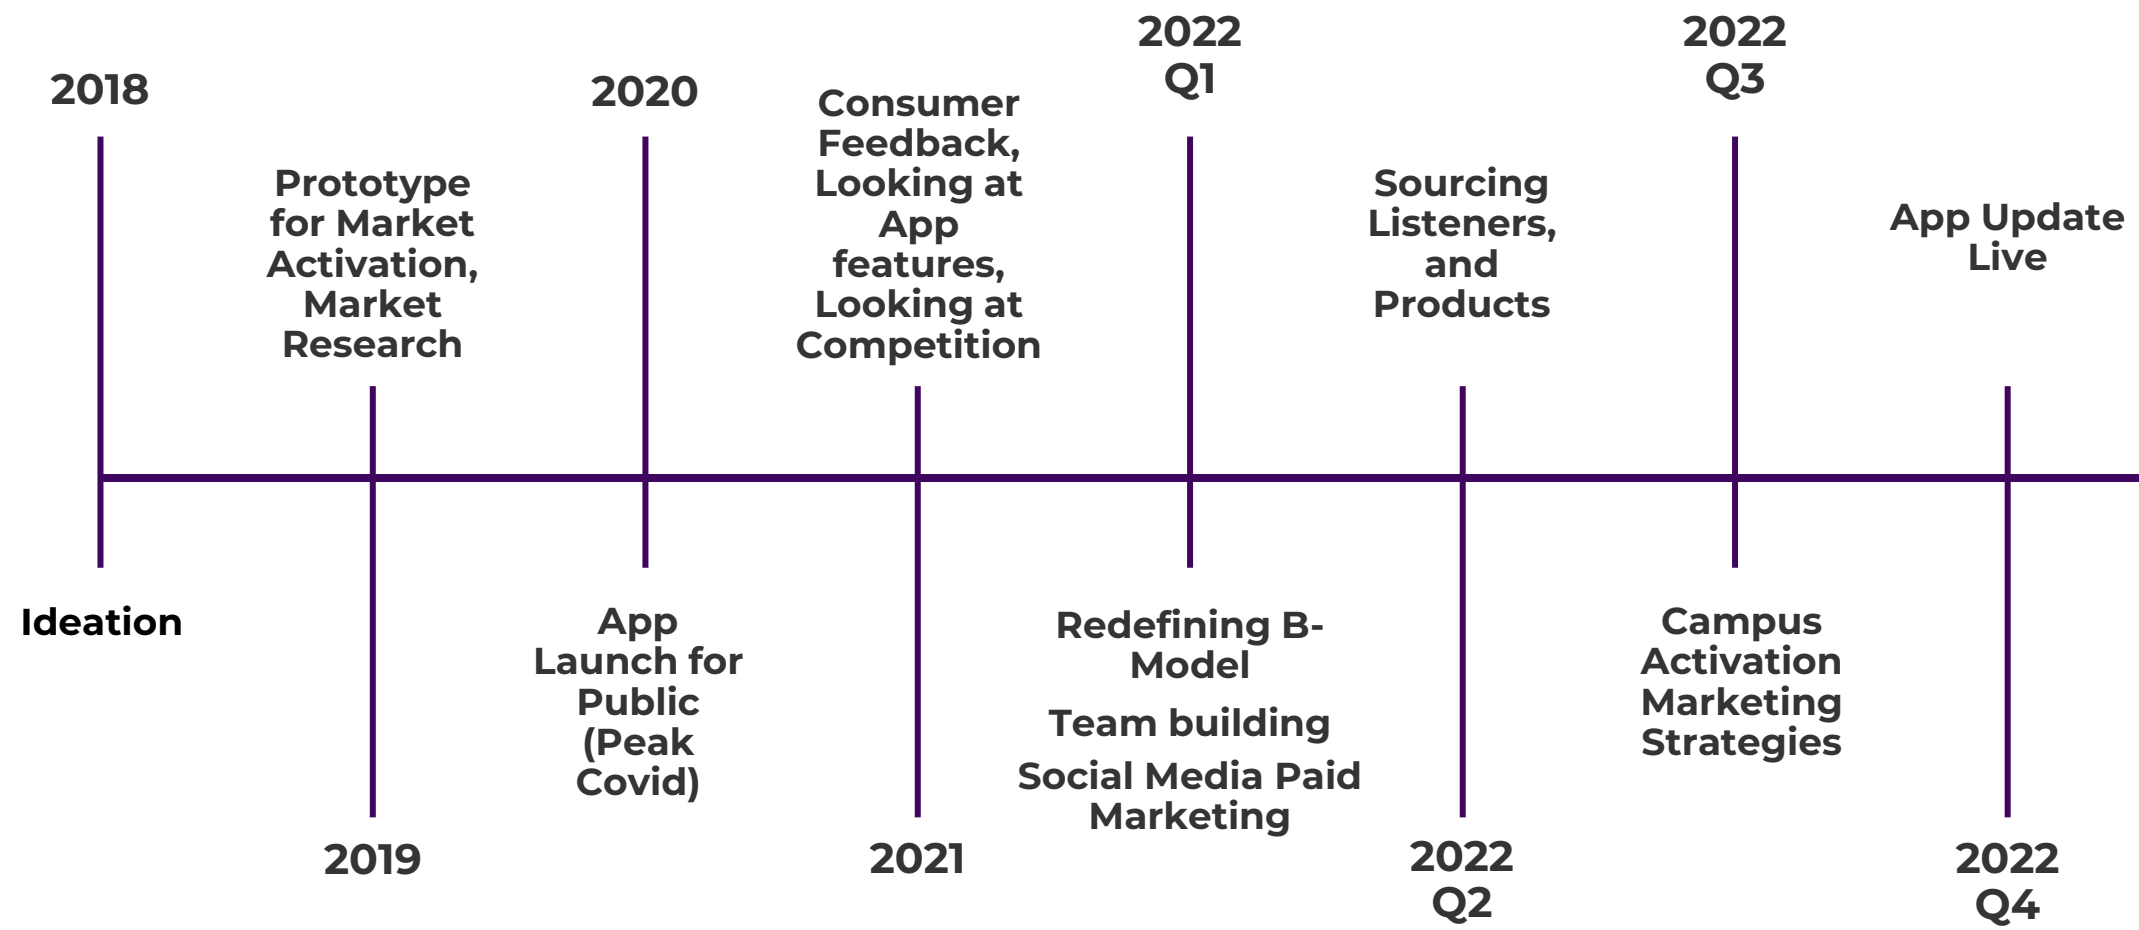 2018
Ideation
Prototype
for Market
Activation,
Market
Research
2019
2020
App
Launch for
Public
(Peak
Covid)
Consumer
Feedback,
Looking at
App
features,
Looking at
Competition
2021
2022
Q1
Redefining B-
Model
Team building
Social Media Paid
Marketing
Sourcing
Listeners,
and
Products
2022
Q2
2022
Q3
Campus
Activation
Marketing
Strategies
App Update
Live
2022
Q4